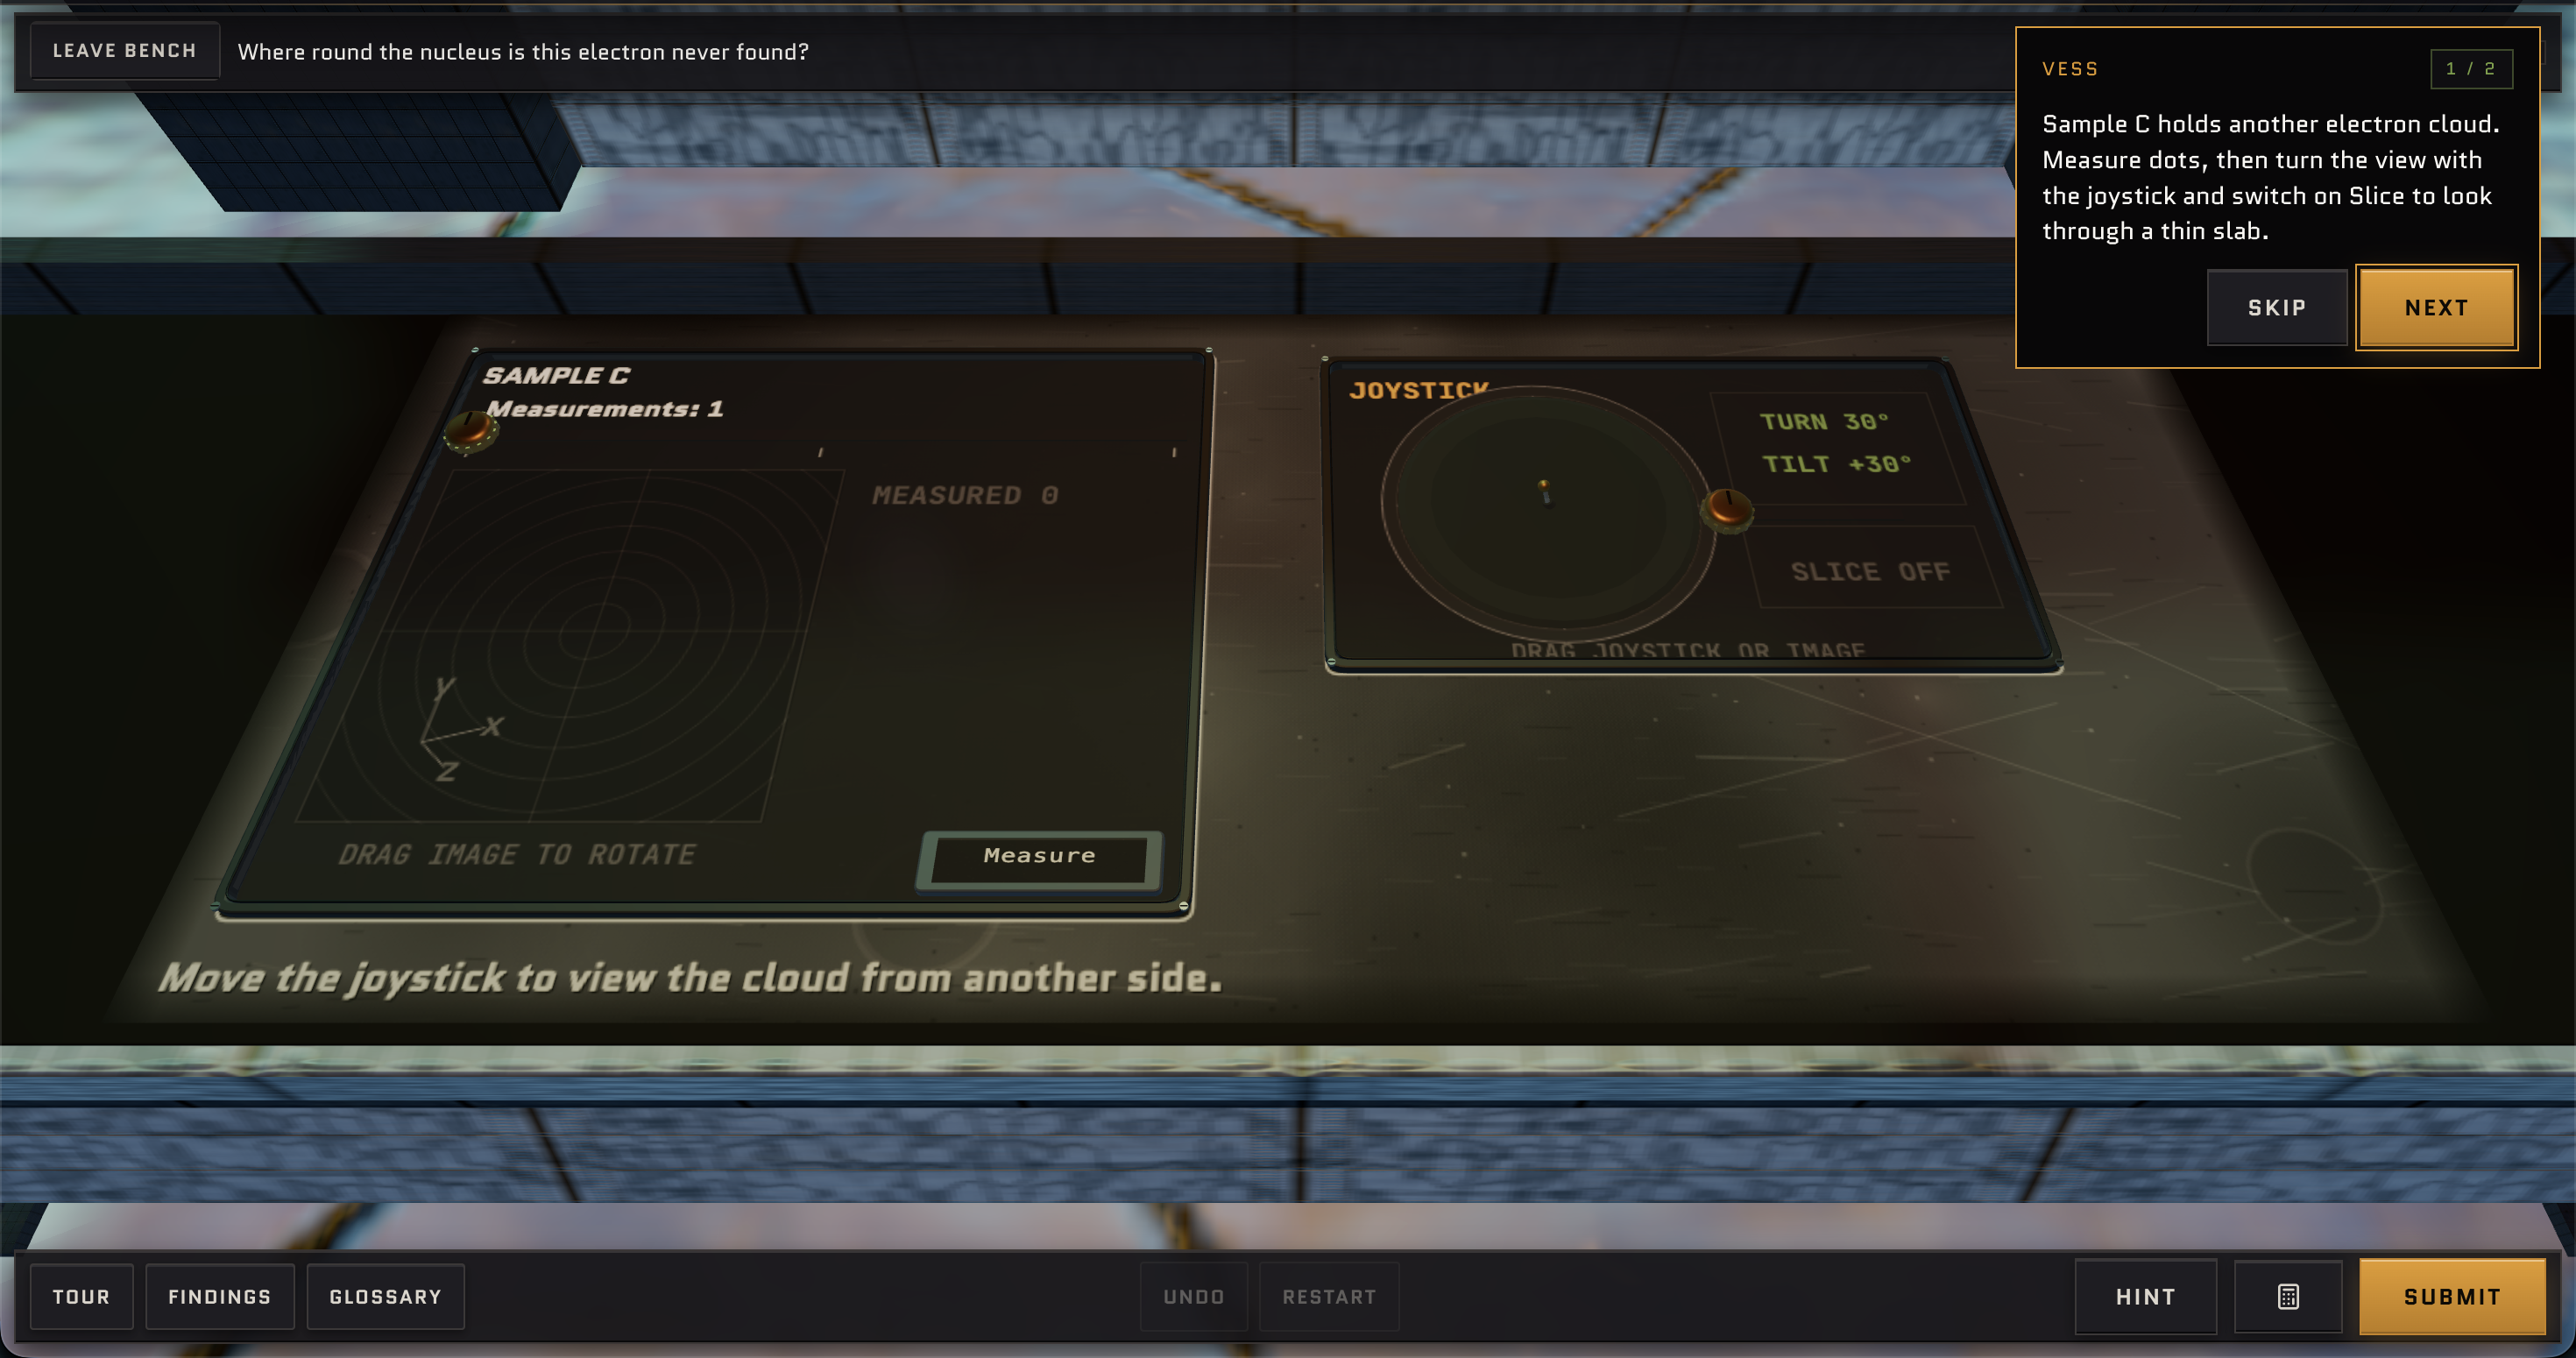 LEAVE BENCH
Where round the nucleus is this electron never found?
VESS
1 / 2
Sample C holds another electron cloud.
Measure dots, then turn the view with
the joystick and switch on Slice to look
through a thin slab.
SKIP
NEXT
SAMPLE C
Measurements: 1
MEASURED 0
y
x
z
DRAG IMAGE TO ROTATE
Measure
JOYSTICK
TURN 30°
TILT +30°
SLICE OFF
DRAG JOYSTICK OR IMAGE
Move the joystick to view the cloud from another side.
TOUR
FINDINGS
GLOSSARY
UNDO
RESTART
HINT
SUBMIT